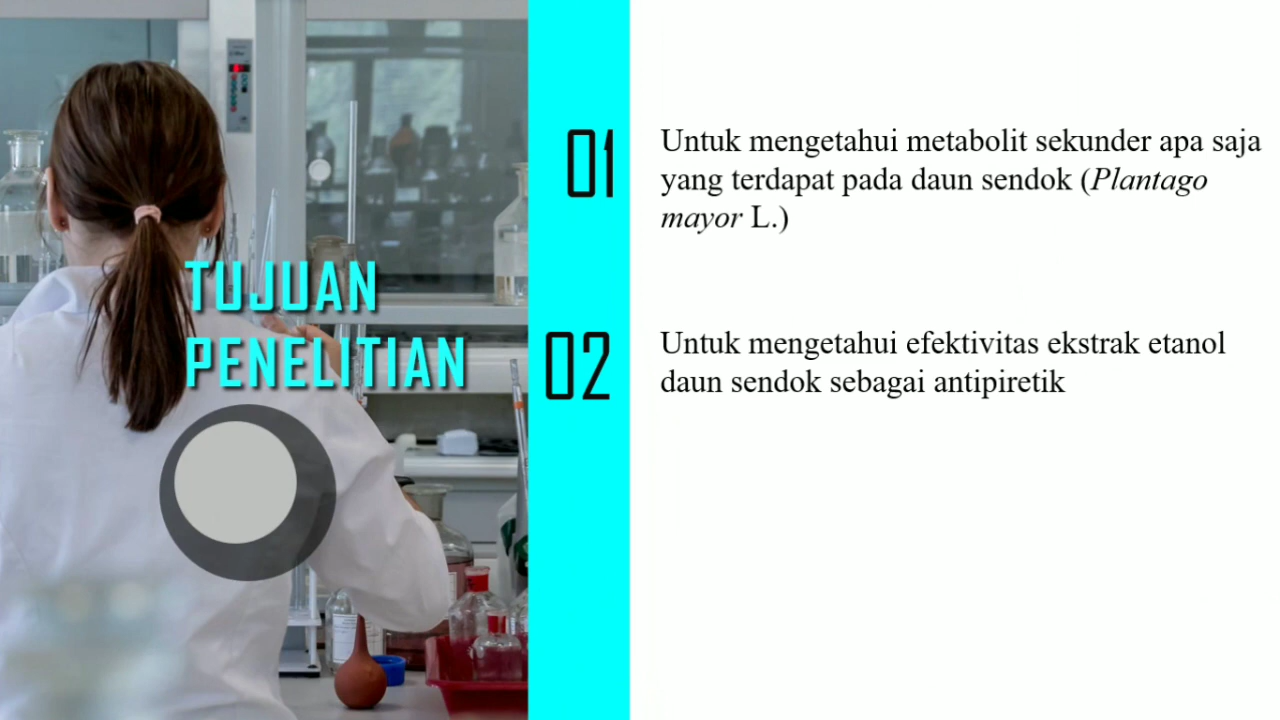 TUJUAN
PENELITIAN
01
Untuk mengetahui metabolit sekunder apa saja
yang terdapat pada daun sendok (Plantago
mayor L.)
02
Untuk mengetahui efektivitas ekstrak etanol
daun sendok sebagai antipiretik